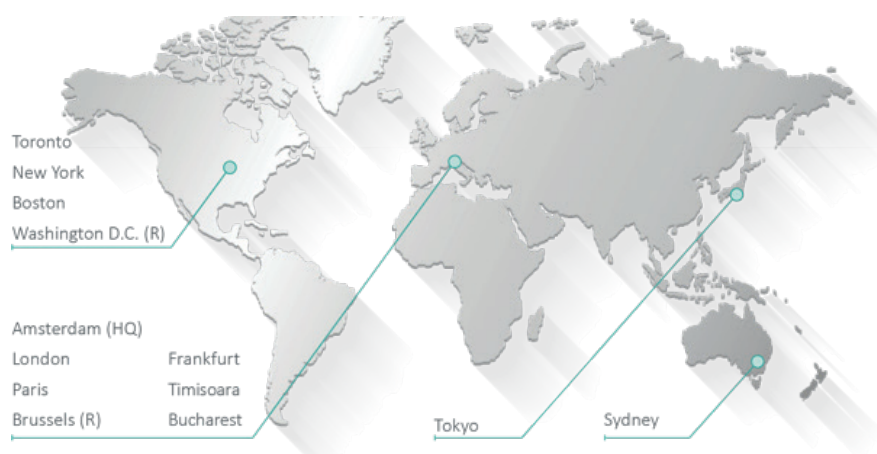 Toronto
New York
Boston
Washington D.C. (R)
Amsterdam (HQ)
London
Frankfurt
Paris
Timisoara
Brussels (R)
Bucharest
Tokyo
Sydney